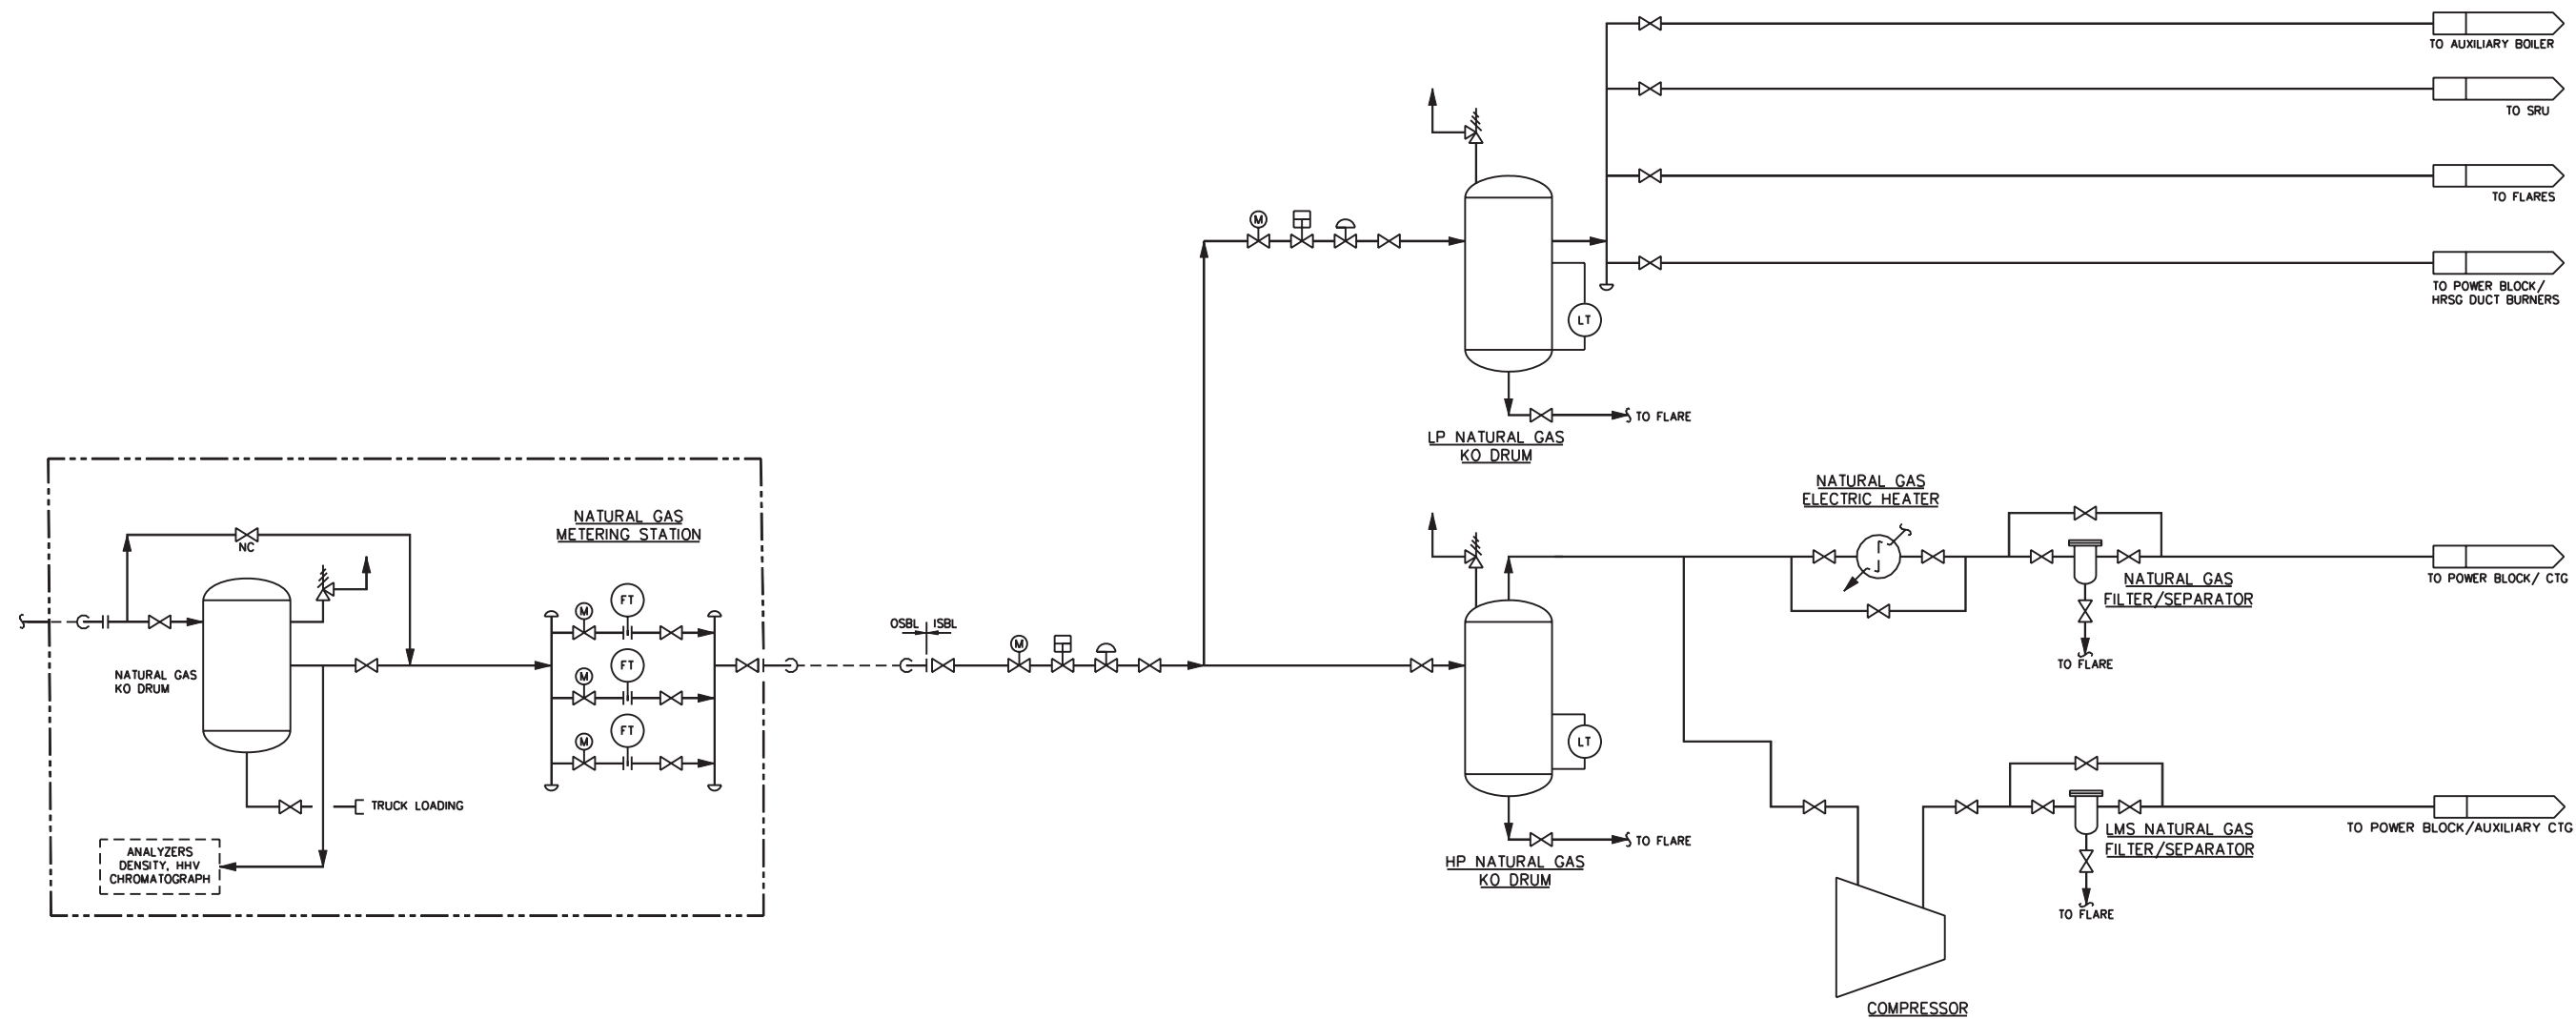 TO AUXILIARY BOILER
TO SRU
TO FLARES
M
TO POWER BLOCK/
HRSG DUCT BURNERS
LT
TO FLARE
LP NATURAL GAS
KO DRUM
NATURAL GAS
ELECTRIC HEATER
NATURAL GAS
METERING STATION
NC
NATURAL GAS
FILTER/SEPARATOR
TO POWER BLOCK/ CTG
FT
M
OSBL
ISBL
M
FT
M
TO FLARE
NATURAL GAS
KO DRUM
FT
M
LT
TRUCK LOADING
TO FLARE
HP NATURAL GAS
KO DRUM
LMS NATURAL GAS
FILTER/SEPARATOR
TO POWER BLOCK/AUXILIARY CTG
ANALYZERS
DENSITY, HHV
CHROMATOGRAPH
TO FLARE
COMPRESSOR